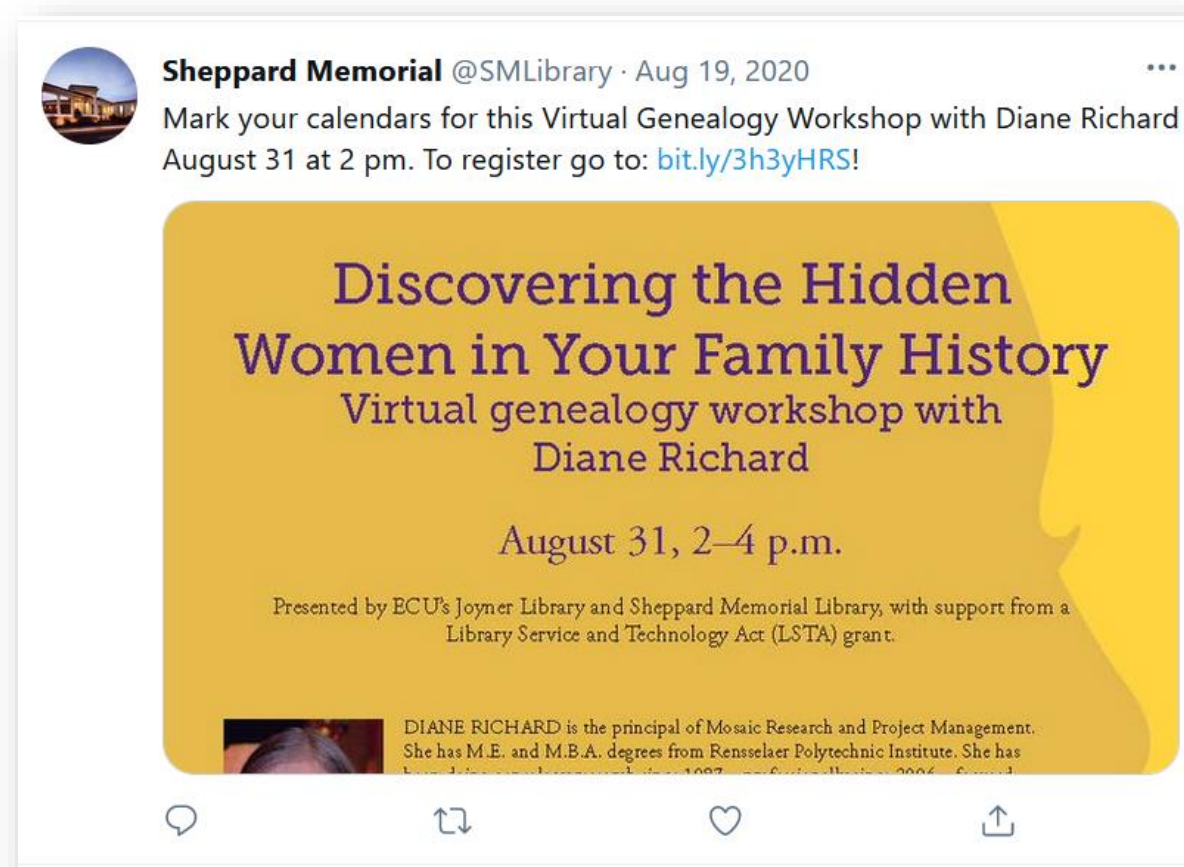 Sheppard Memorial @SMLibrary · Aug 19, 2020
Mark your calendars for this Virtual Genealogy Workshop with Diane Richard
August 31 at 2 pm. To register go to: bit.ly/3h3yHRS!
Discovering the Hidden
Women in Your Family History
Virtual genealogy workshop with
Diane Richard
August 31, 2–4 p.m.
Presented by ECU's Joyner Library and Sheppard Memorial Library, with support from a
Library Service and Technology Act (LSTA) grant.
DIANE RICHARD is the principal of Mosaic Research and Project Management.
She has M.E. and M.B.A. degrees from Rensselaer Polytechnic Institute. She has